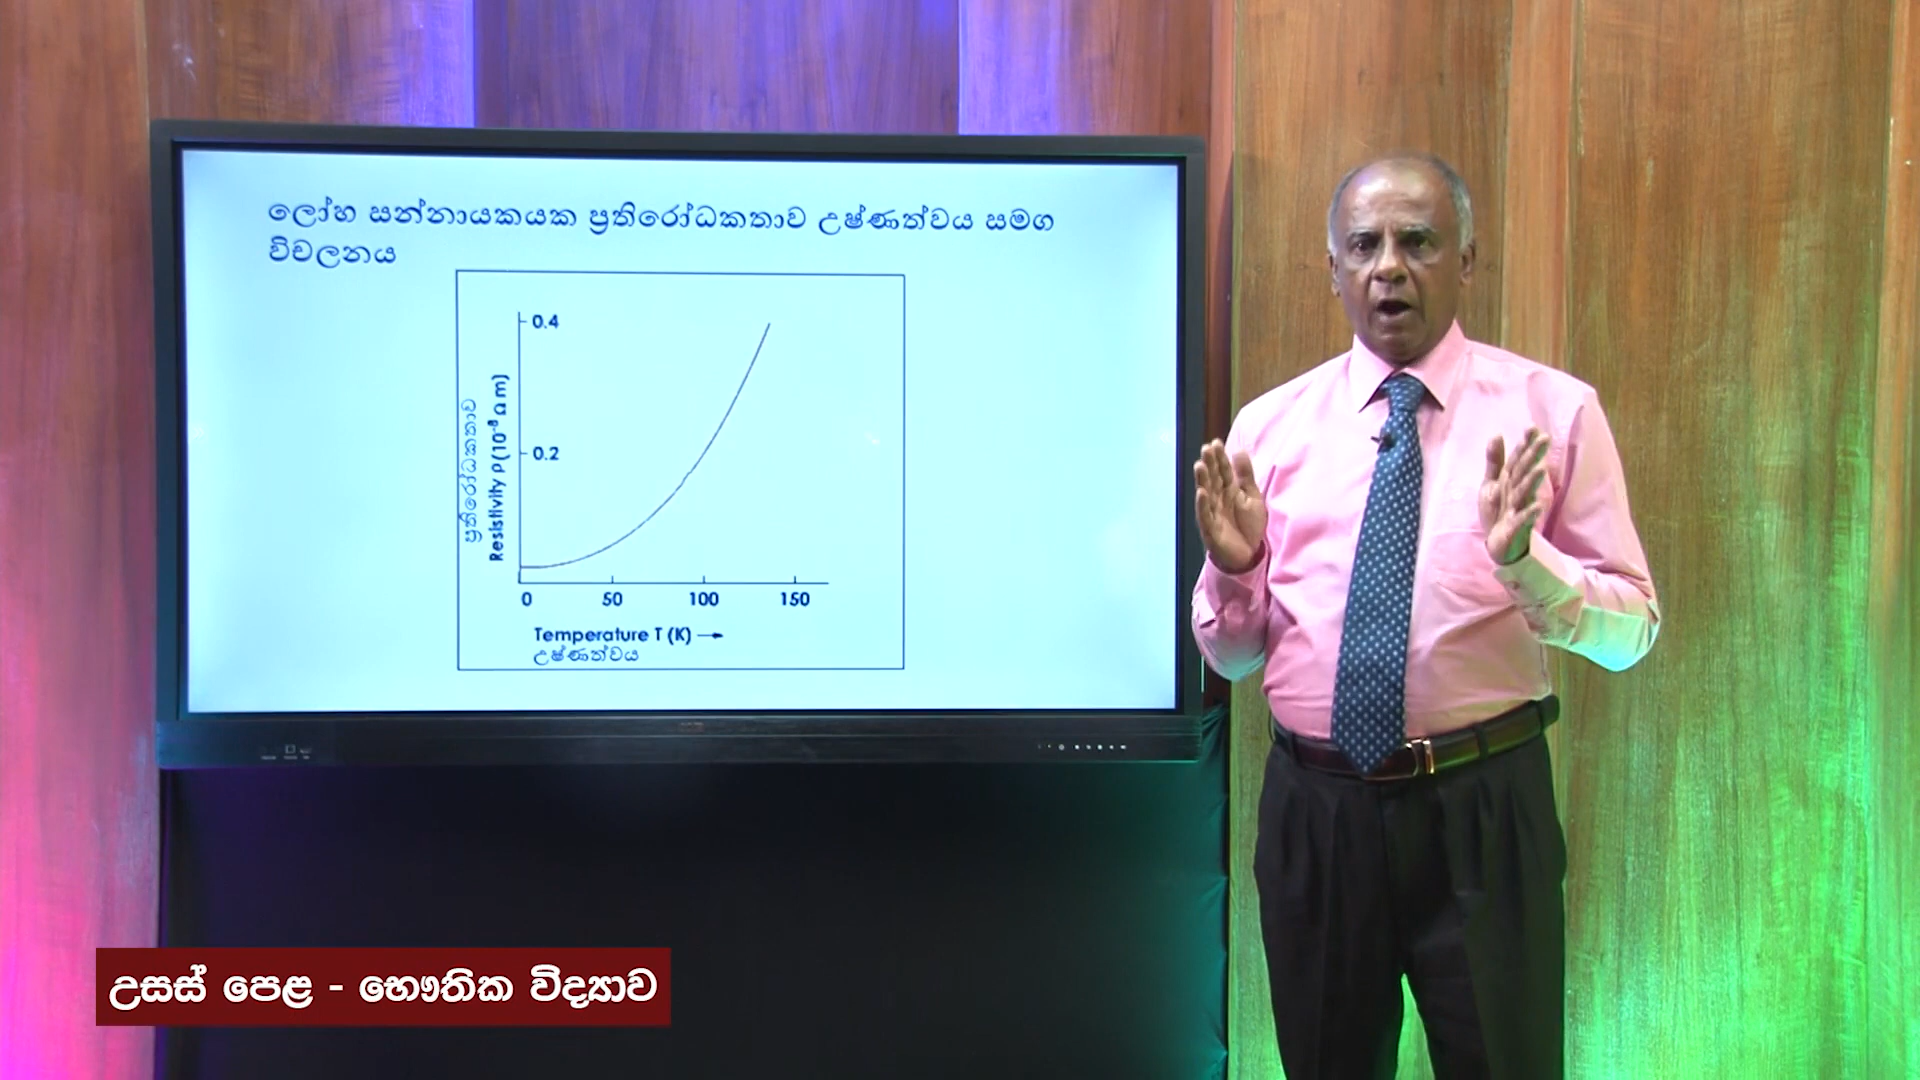 ලෝහ සන්නායකයක ප්‍රතිරෝධකතාව උෂ්ණත්වය සමග
විචලනය
0.4
0.2
ප්‍රතිරෝධකතාව
Resistivity ρ (10⁻⁸ Ω m)
0 50 100 150
Temperature T (K) →
උෂ්ණත්වය
උසස් පෙළ - භෞතික විද්‍යාව